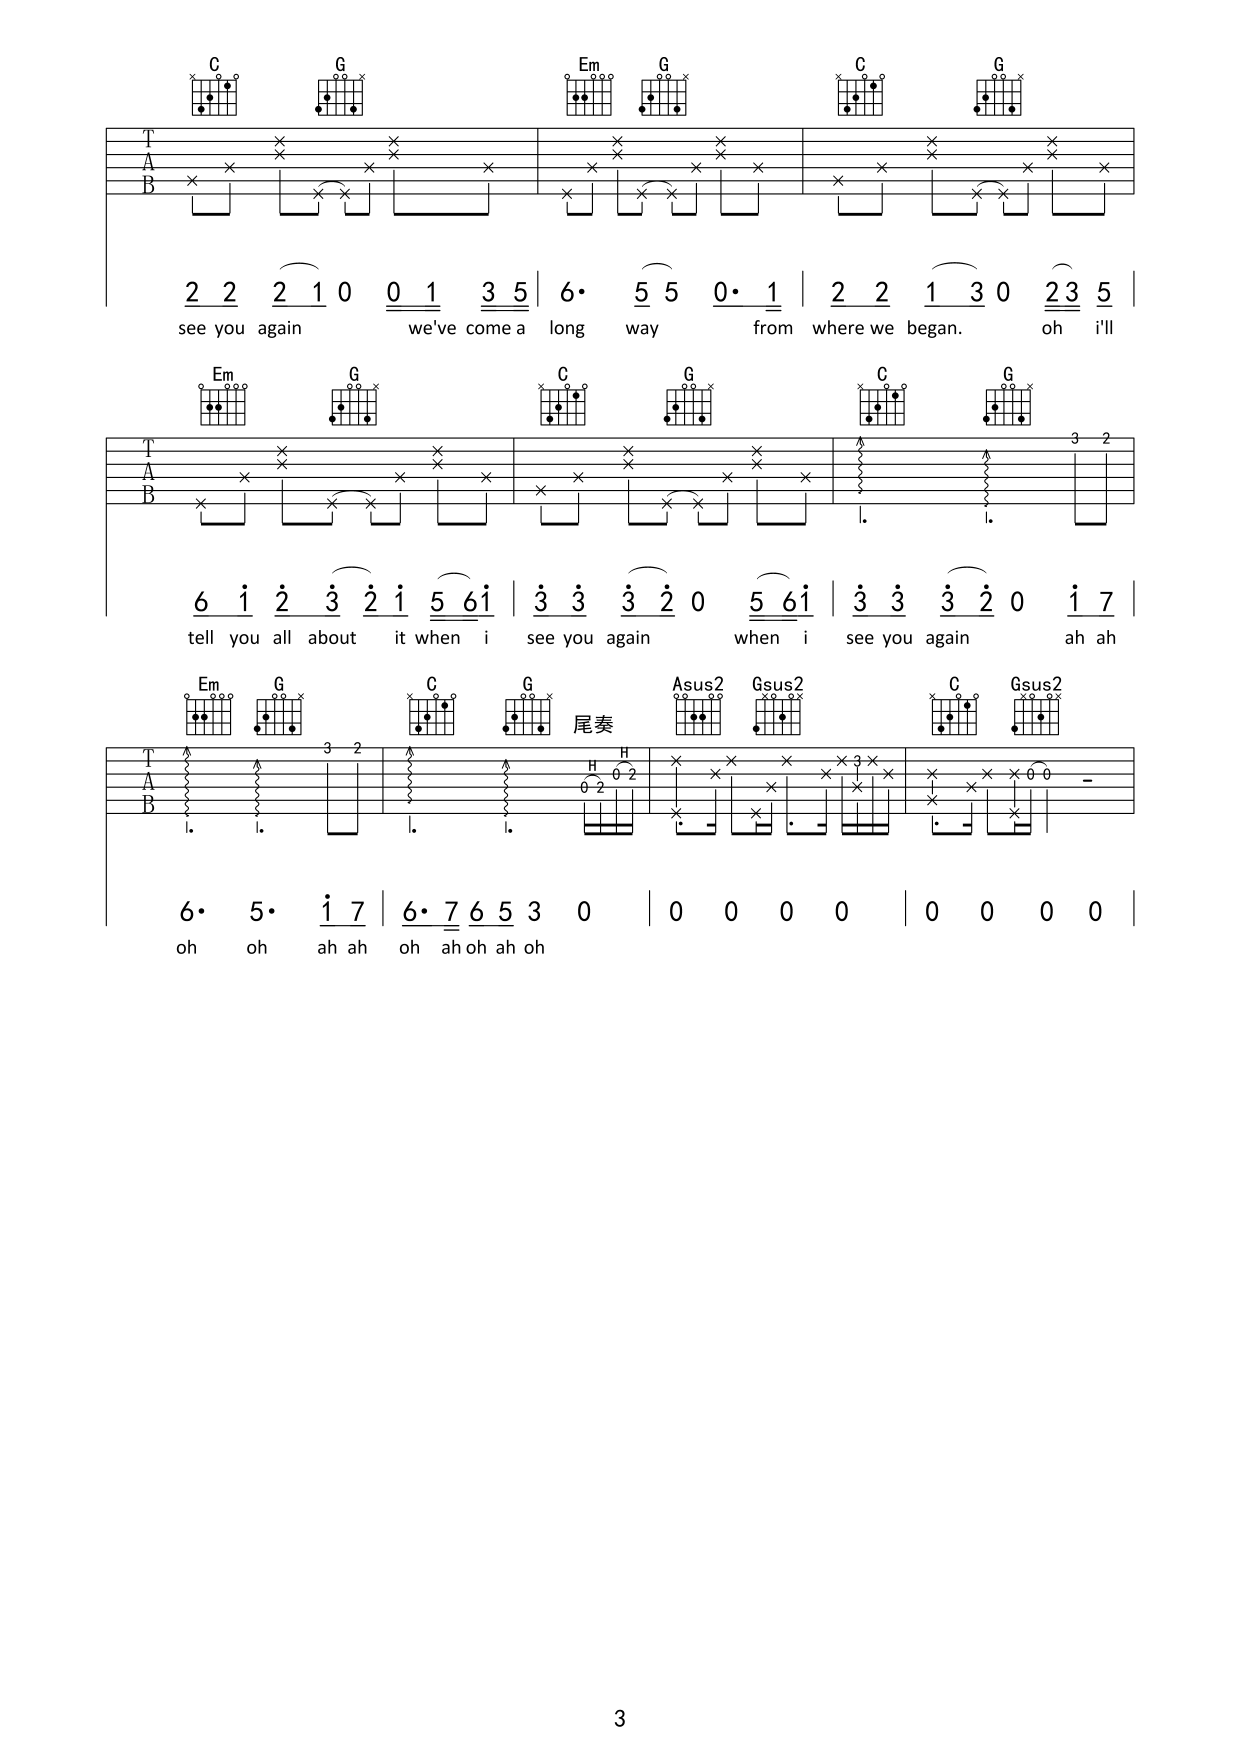 C G Em G C G
T
A
B
2 2 2 1 0 0 1 3 5 6· 5 5 0· 1 2 2 1 3 0 2 3 5
see you again we've come a long way from where we began. oh i'll
Em G C G C G
T
A
B
3 2
6 1 2 3 2 1 5 6 1 3 3 3 2 0 5 6 1 3 3 3 2 0 1 7
tell you all about it when i see you again when i see you again ah ah
Em G C G Asus2 Gsus2 C Gsus2
尾奏
T
A
B
3 2 H H 3
0 2 0 2 0 0
6· 5· 1 7 6· 7 6 5 3 0 0 0 0 0 0 0 0 0
oh oh ah ah oh ah oh ah oh
3